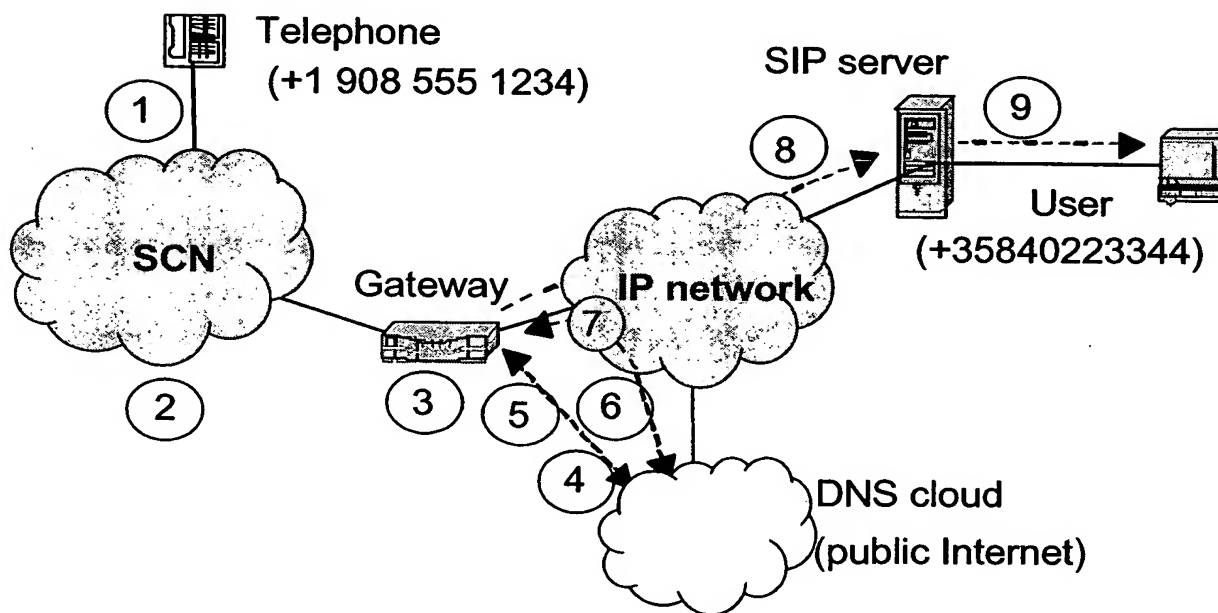 Telephone
(+1 908 555 1234)
SIP server
1
9
8
User
(+35840223344)
SCN
Gateway
IP network
7
2
3
5
6
4
DNS cloud
(public Internet)